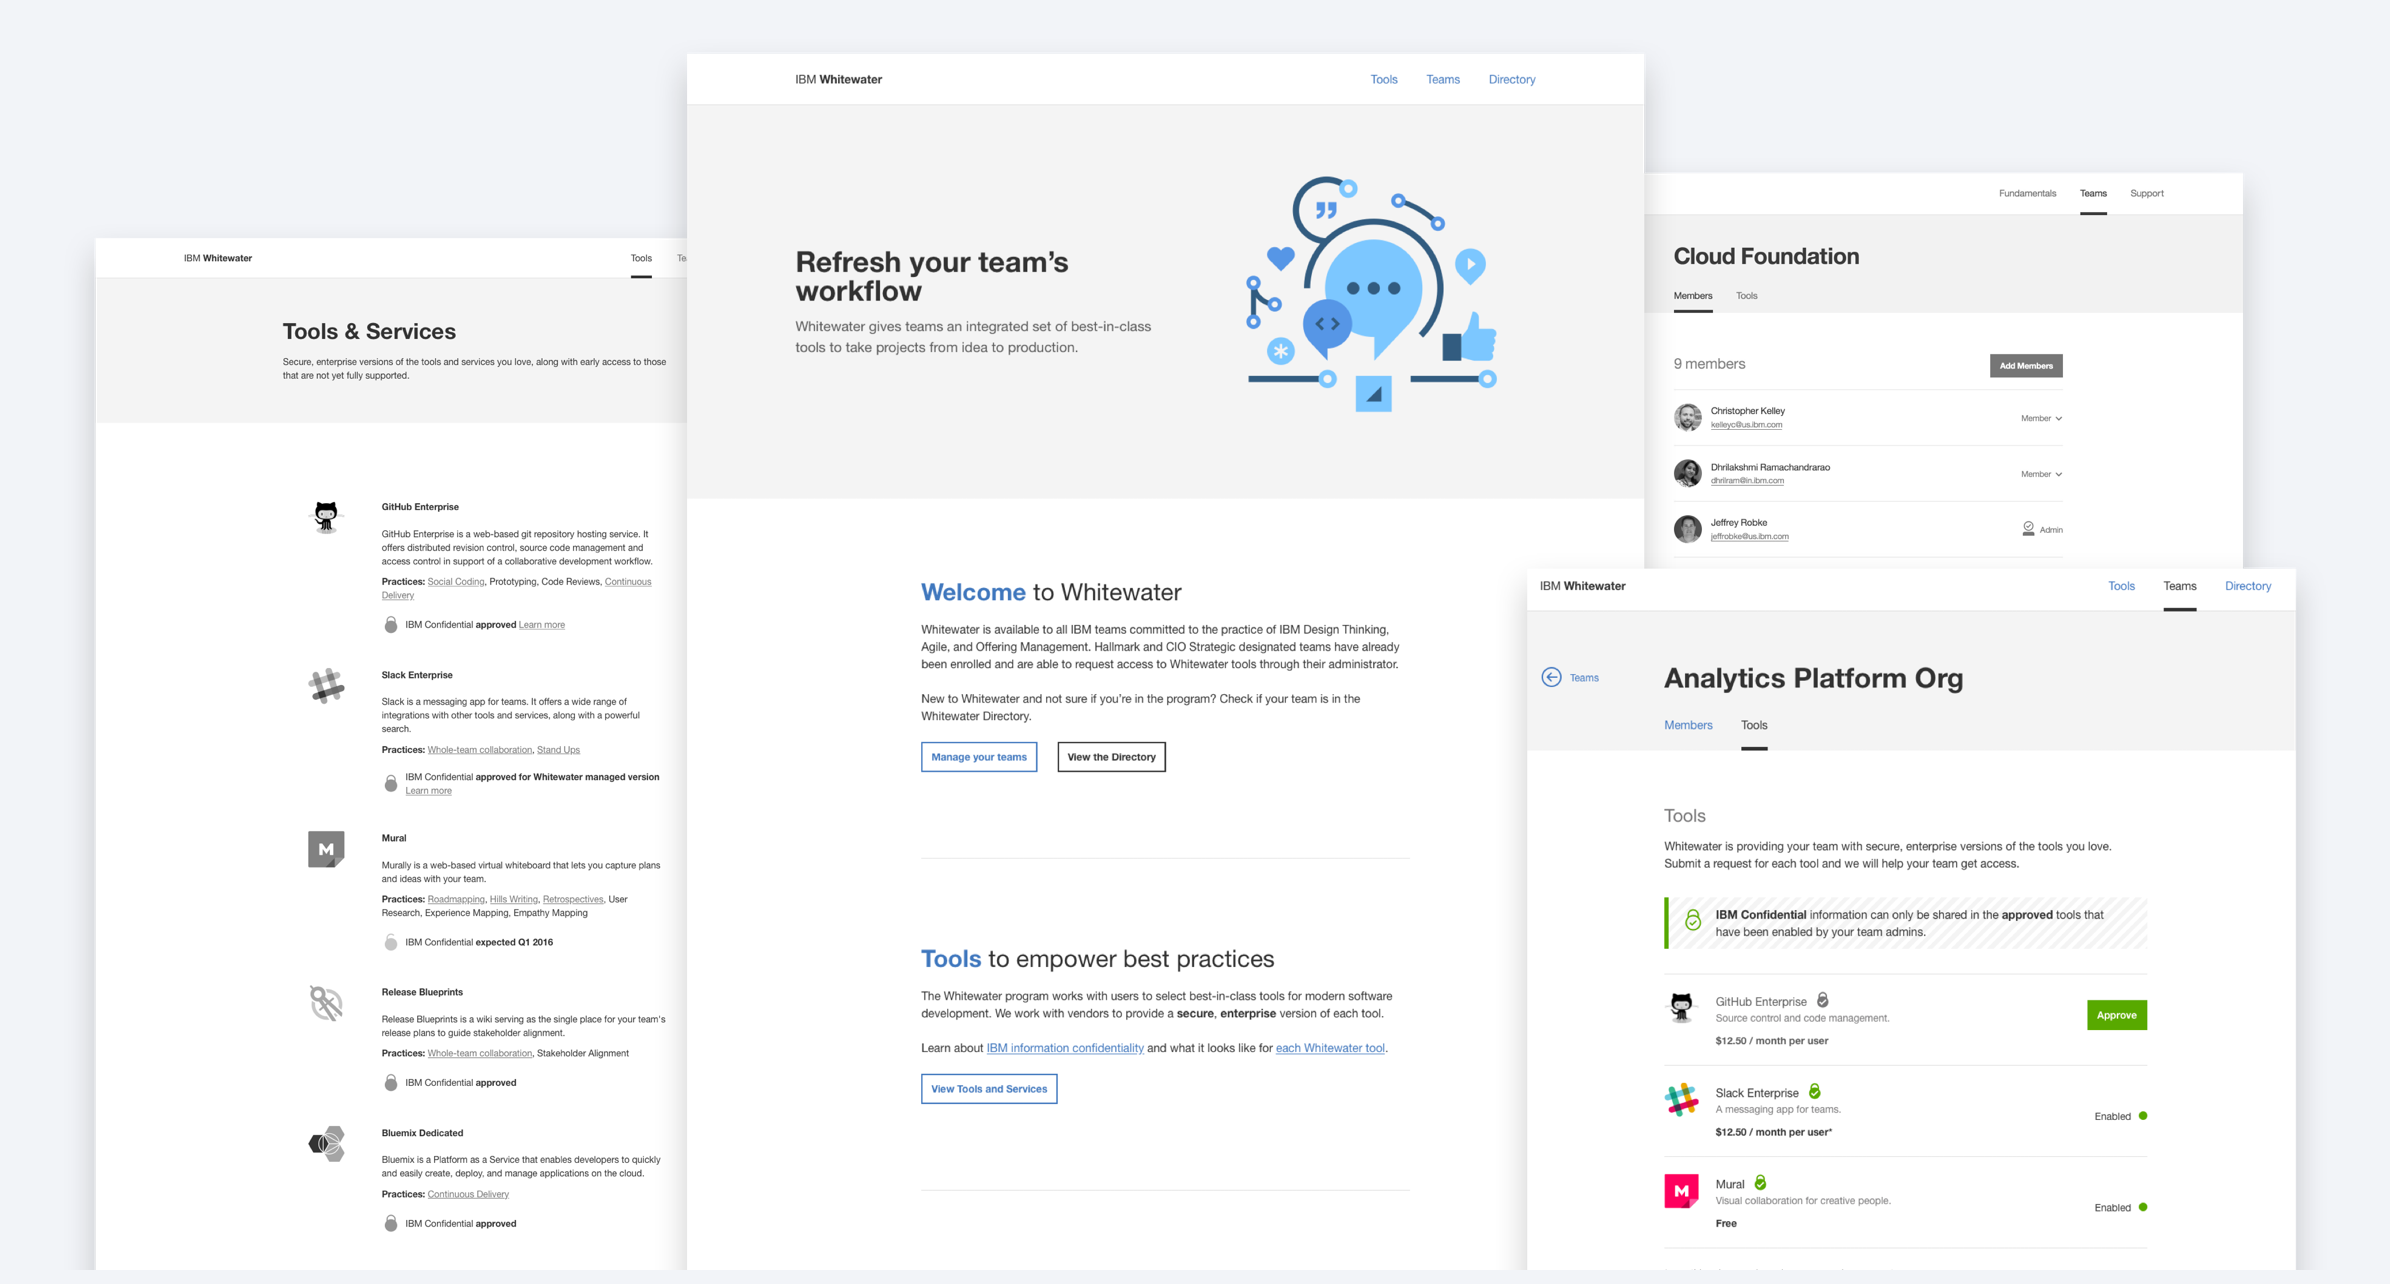 IBM Whitewater
Tools
Tools & Services
Secure, enterprise versions of the tools and services you love, along with early access to those
that are not yet fully supported.
GitHub Enterprise
GitHub Enterprise is a web-based git repository hosting service. It
offers distributed revision control, source code management and
access control in support of a collaborative development workflow.
Practices: Social Coding, Prototyping, Code Reviews, Continuous
Delivery
IBM Confidential approved Learn more
Slack Enterprise
Slack is a messaging app for teams. It offers a wide range of
integrations with other tools and services, along with a powerful
search.
Practices: Whole-team collaboration, Stand Ups
IBM Confidential approved for Whitewater managed version
Learn more
M
Mural
Murally is a web-based virtual whiteboard that lets you capture plans
and ideas with your team.
Practices: Roadmapping, Hills Writing, Retrospectives, User
Research, Experience Mapping, Empathy Mapping
IBM Confidential expected Q1 2016
Release Blueprints
Release Blueprints is a wiki serving as the single place for your team's
release plans to guide stakeholder alignment.
Practices: Whole-team collaboration, Stakeholder Alignment
IBM Confidential approved
Bluemix Dedicated
Bluemix is a Platform as a Service that enables developers to quickly
and easily create, deploy, and manage applications on the cloud.
Practices: Continuous Delivery
IBM Confidential approved
IBM Whitewater
Tools Teams Directory
Refresh your team’s
workflow
Whitewater gives teams an integrated set of best-in-class
tools to take projects from idea to production.
Welcome to Whitewater
Whitewater is available to all IBM teams committed to the practice of IBM Design Thinking,
Agile, and Offering Management. Hallmark and CIO Strategic designated teams have already
been enrolled and are able to request access to Whitewater tools through their administrator.
New to Whitewater and not sure if you’re in the program? Check if your team is in the
Whitewater Directory.
Manage your teams
View the Directory
Tools to empower best practices
The Whitewater program works with users to select best-in-class tools for modern software
development. We work with vendors to provide a secure, enterprise version of each tool.
Learn about IBM information confidentiality and what it looks like for each Whitewater tool.
View Tools and Services
Fundamentals Teams Support
Cloud Foundation
Members Tools
9 members
Add Members
Christopher Kelley
kelleyc@us.ibm.com
Member
Dhrilakshmi Ramachandrarao
dhrilram@in.ibm.com
Member
Jeffrey Robke
jeffrobke@us.ibm.com
Admin
IBM Whitewater
Tools Teams Directory
Teams
Analytics Platform Org
Members Tools
Tools
Whitewater is providing your team with secure, enterprise versions of the tools you love.
Submit a request for each tool and we will help your team get access.
IBM Confidential information can only be shared in the approved tools that
have been enabled by your team admins.
GitHub Enterprise
Source control and code management.
$12.50 / month per user
Approve
Slack Enterprise
A messaging app for teams.
$12.50 / month per user*
Enabled
M
Mural
Visual collaboration for creative people.
Free
Enabled